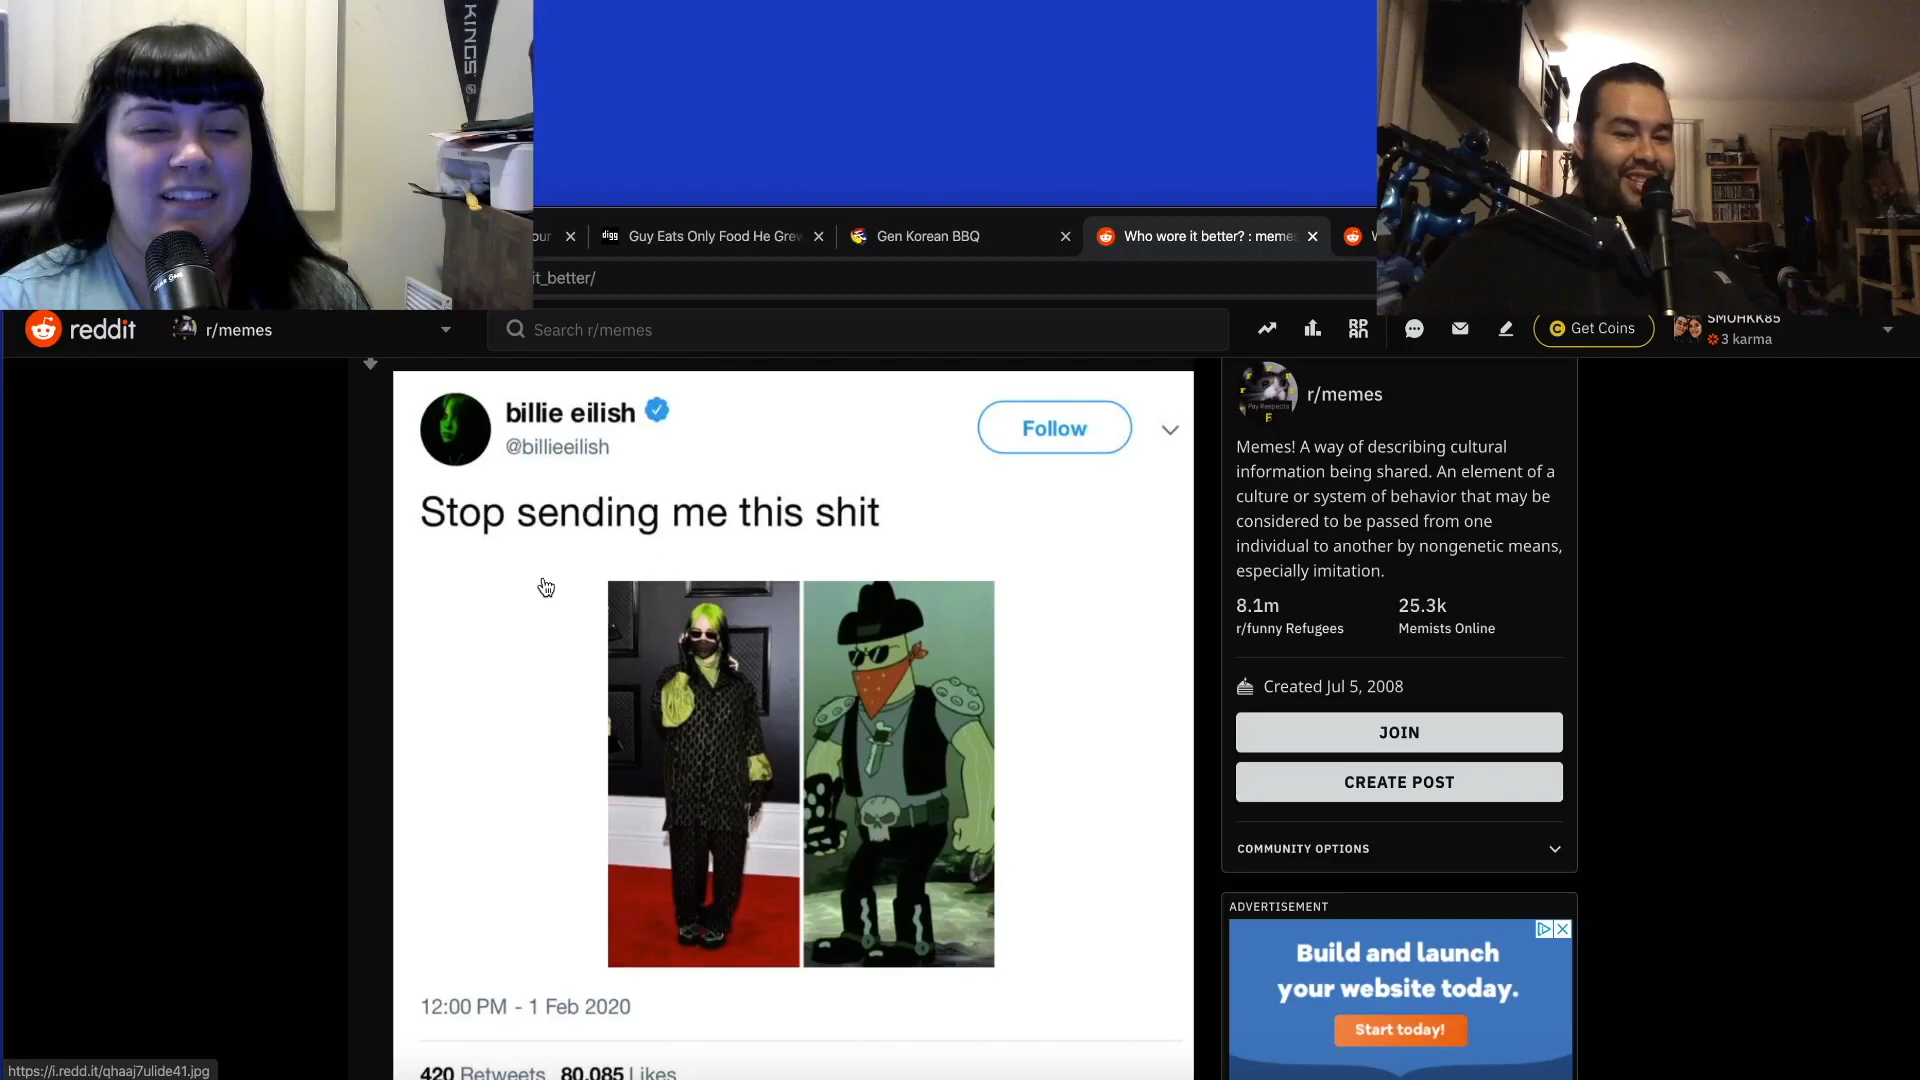 KINGS
our
digg Guy Eats Only Food He Grew
Gen Korean BBQ
Who wore it better? : meme
it_better/
reddit
r/memes
Search r/memes
Get Coins
SMOHKK85
3 karma
billie eilish
@billieeilish
Follow
Stop sending me this shit
12:00 PM - 1 Feb 2020
420 Retweets 80,085 Likes
r/memes
Memes! A way of describing cultural
information being shared. An element of a
culture or system of behavior that may be
considered to be passed from one
individual to another by nongenetic means,
especially imitation.
8.1m 25.3k
r/funny Refugees Memists Online
Created Jul 5, 2008
JOIN
CREATE POST
COMMUNITY OPTIONS
ADVERTISEMENT
Build and launch
your website today.
Start today!
https://i.redd.it/qhaaj7ulide41.jpg